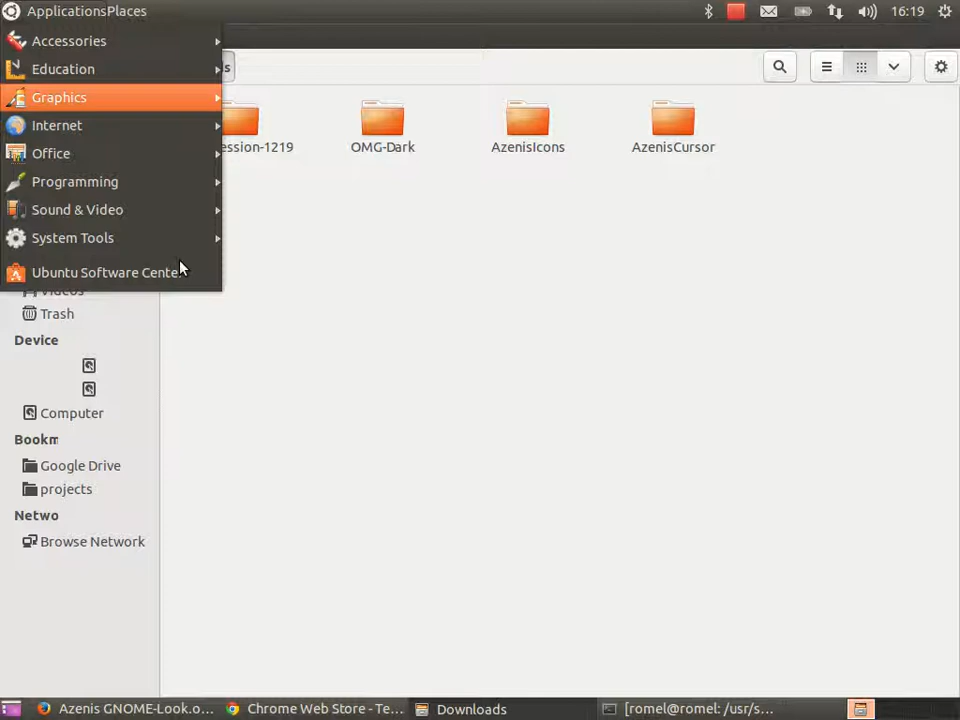 ApplicationsPlaces
16:19
Accessories
Education
s
Graphics
Internet
Office
Programming
Sound & Video
System Tools
Ubuntu Software Cente
ession-1219
OMG-Dark
AzenisIcons
AzenisCursor
Videos
Trash
Device
Computer
Bookm
Google Drive
projects
Netwo
Browse Network
Azenis GNOME-Look.o...
Chrome Web Store - Te...
Downloads
[romel@romel: /usr/s...